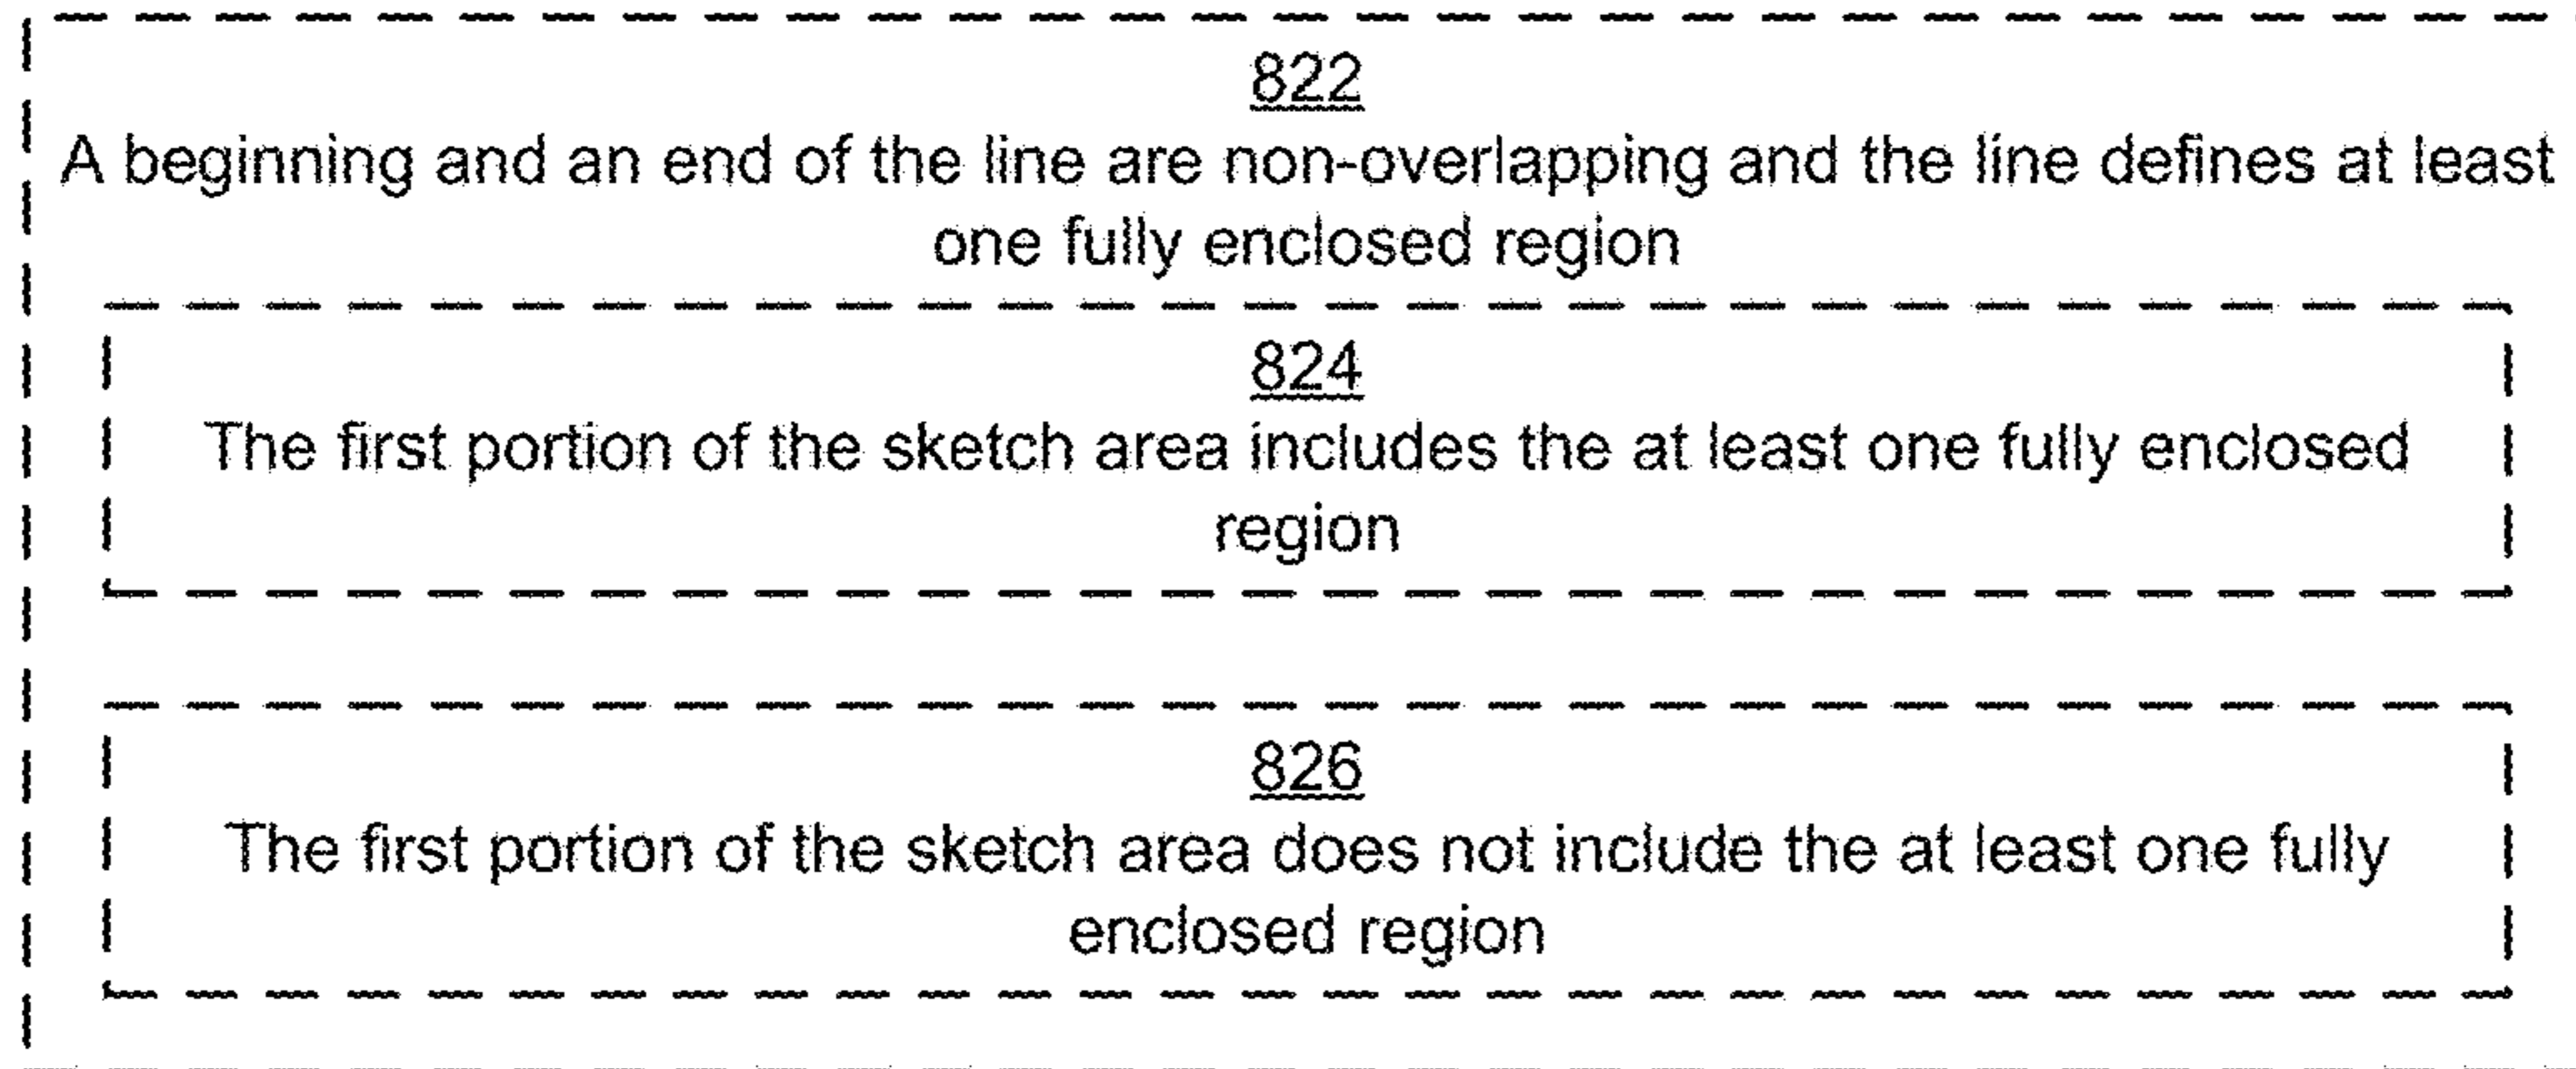 822
A beginning and an end of the line are non-overlapping and the line defines at least
one fully enclosed region
824
The first portion of the sketch area includes the at least one fully enclosed
region
826
The first portion of the sketch area does not include the at least one fully
enclosed region